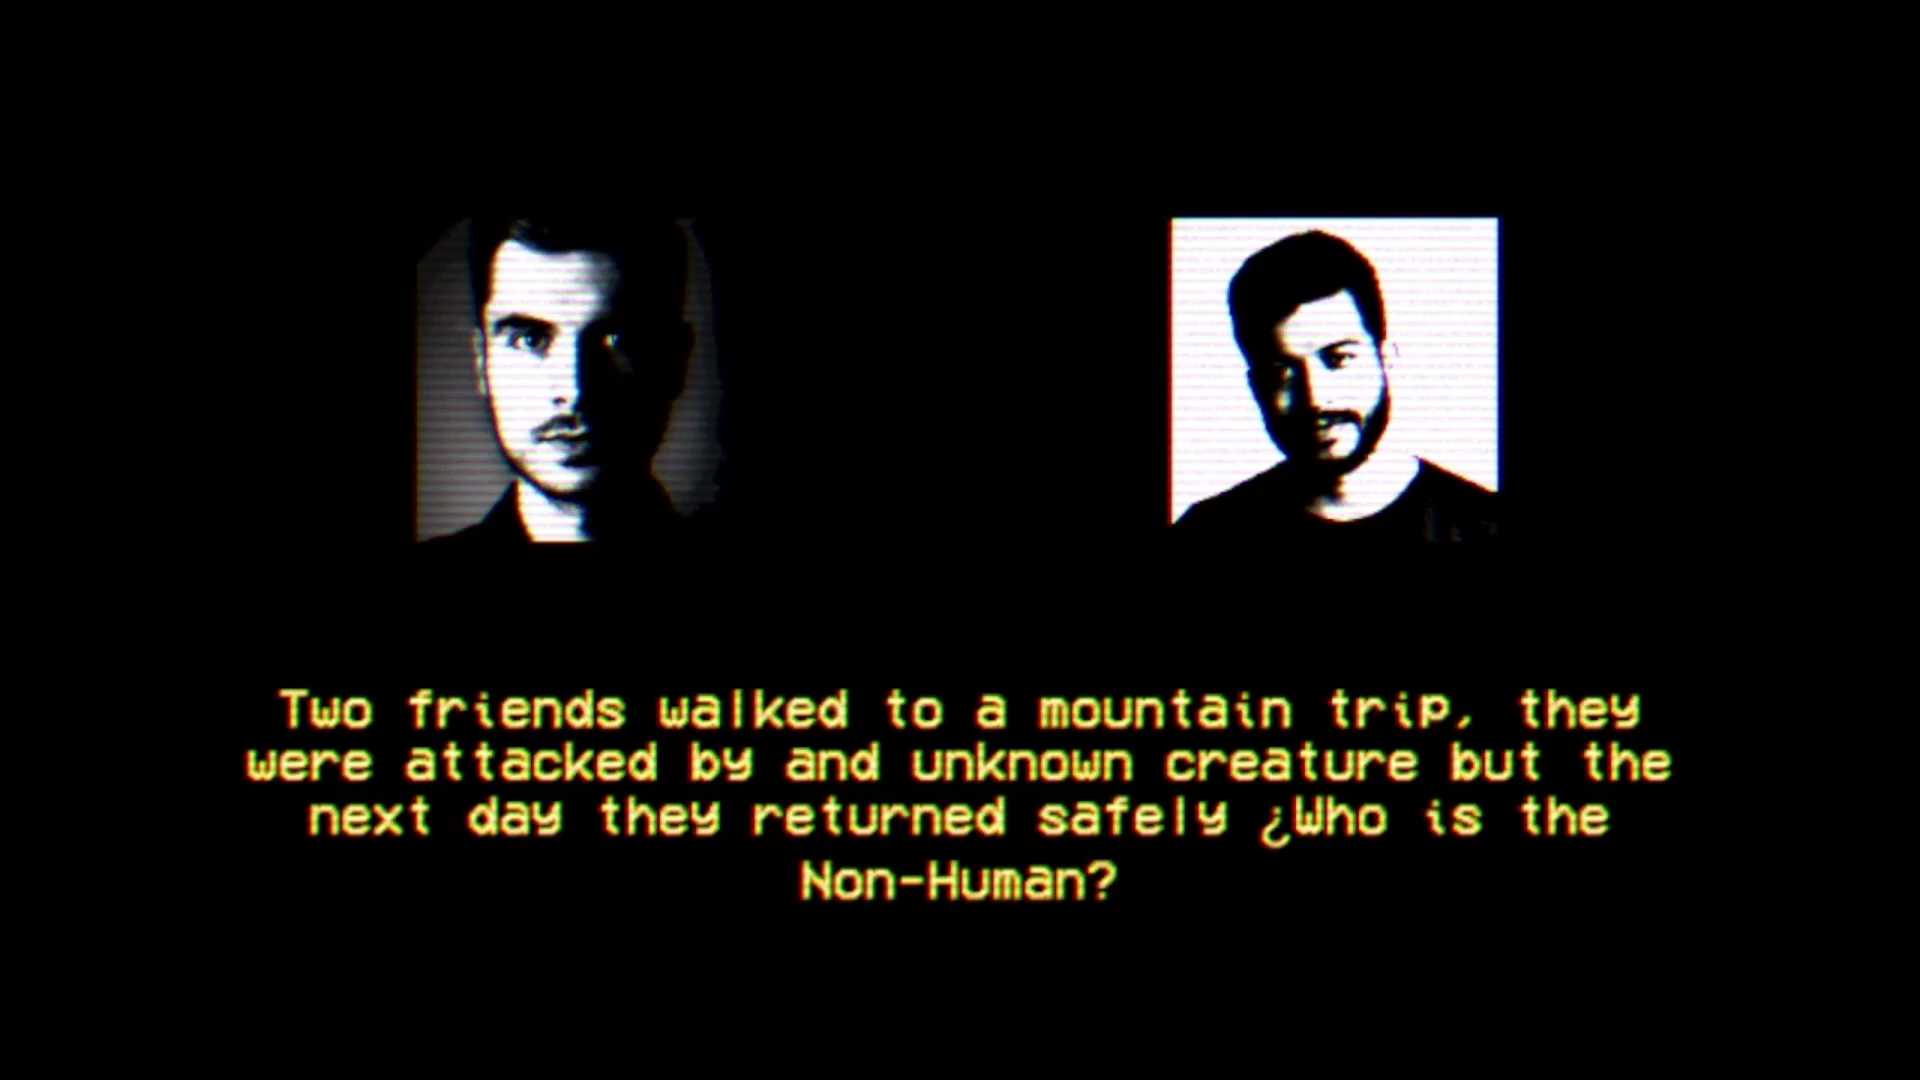 Two friends walked to a mountain trip, they
were attacked by and unknown creature but the
next day they returned safely ¿Who is the
Non-Human?